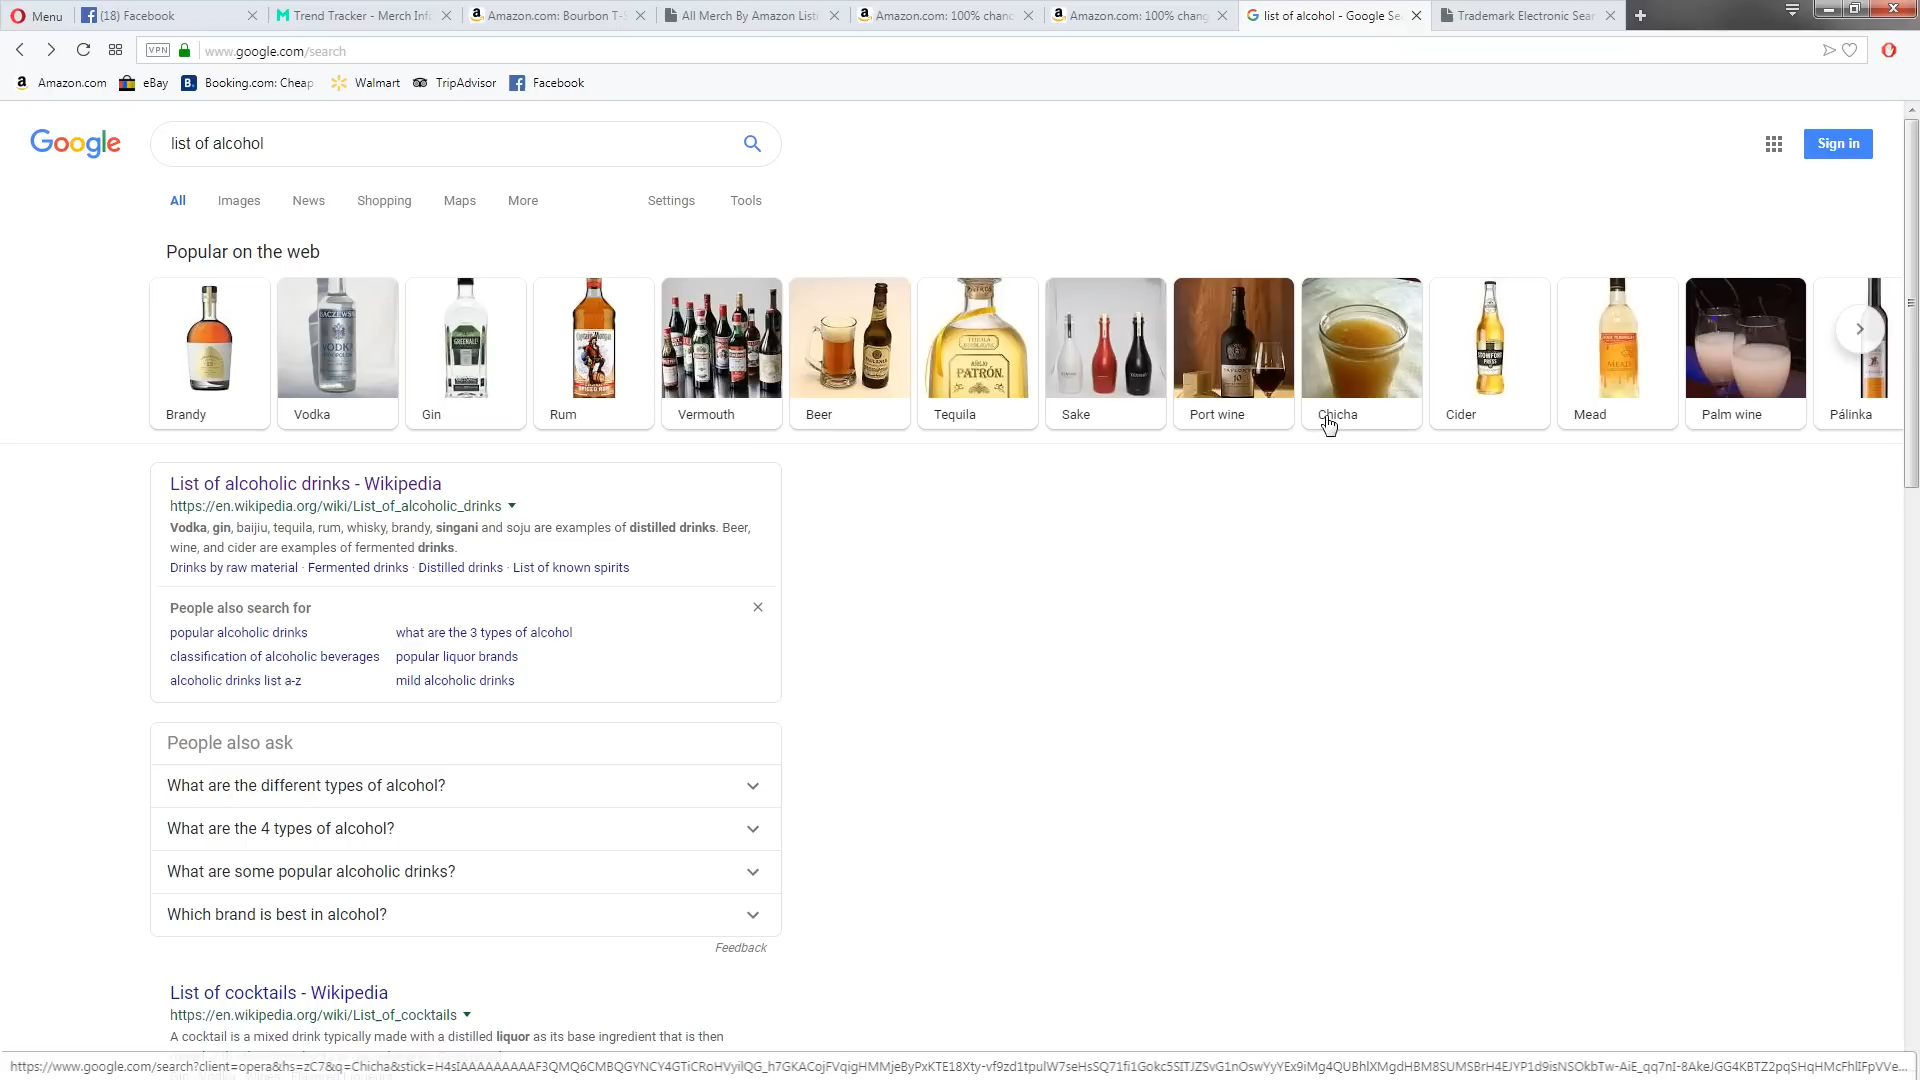 Menu
(18) Facebook
Trend Tracker - Merch Inf
Amazon.com: Bourbon T-S
All Merch By Amazon Listi
Amazon.com: 100% chanc
Amazon.com: 100% chang
list of alcohol - Google Se
Trademark Electronic Sear
VPN
www.google.com/search
Amazon.com
eBay
Booking.com: Cheap
Walmart
TripAdvisor
Facebook
Google
list of alcohol
Sign in
All
Images
News
Shopping
Maps
More
Settings
Tools
Popular on the web
Brandy
Vodka
Gin
Rum
Vermouth
Beer
Tequila
Sake
Port wine
Chicha
Cider
Mead
Palm wine
Pálinka
List of alcoholic drinks - Wikipedia
https://en.wikipedia.org/wiki/List_of_alcoholic_drinks
Vodka, gin, baijiu, tequila, rum, whisky, brandy, singani and soju are examples of distilled drinks. Beer,
wine, and cider are examples of fermented drinks.
Drinks by raw material · Fermented drinks · Distilled drinks · List of known spirits
People also search for
popular alcoholic drinks
what are the 3 types of alcohol
classification of alcoholic beverages
popular liquor brands
alcoholic drinks list a-z
mild alcoholic drinks
People also ask
What are the different types of alcohol?
What are the 4 types of alcohol?
What are some popular alcoholic drinks?
Which brand is best in alcohol?
Feedback
List of cocktails - Wikipedia
https://en.wikipedia.org/wiki/List_of_cocktails
A cocktail is a mixed drink typically made with a distilled liquor as its base ingredient that is then